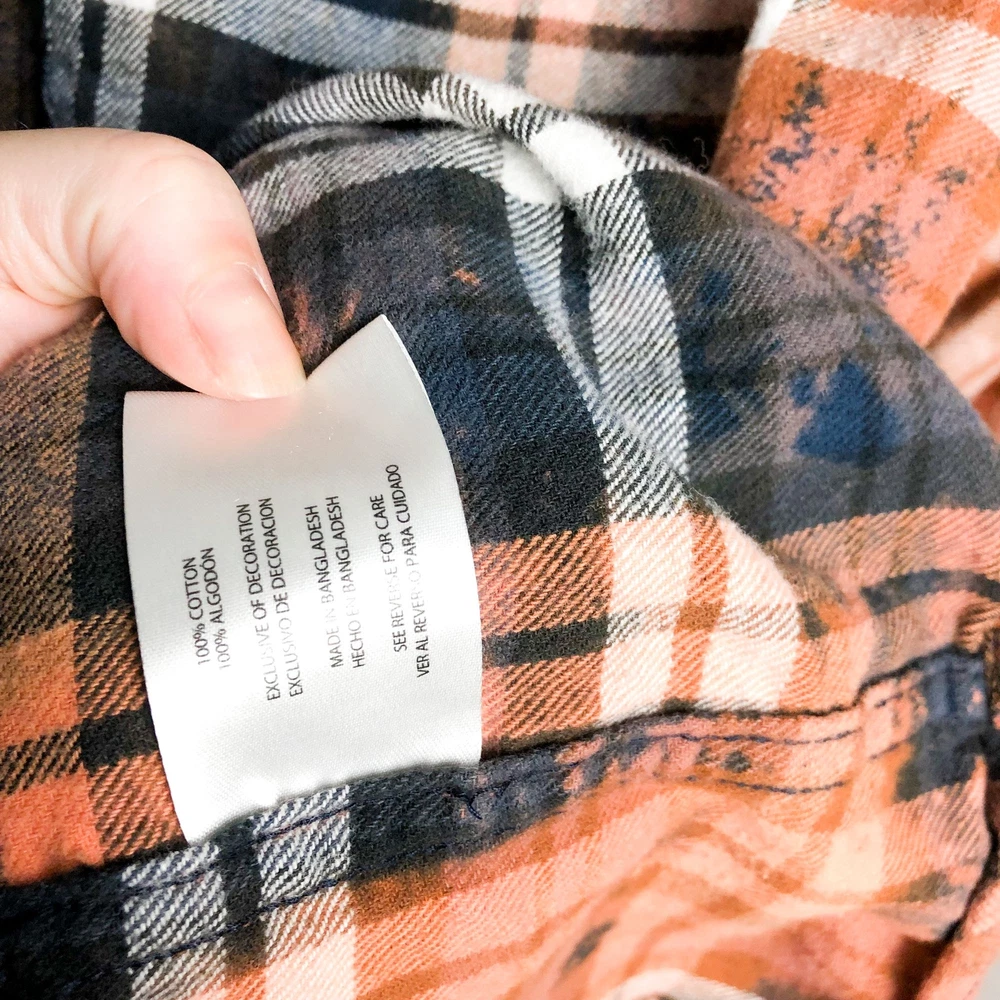 100% COTTON
100% ALGODÓN
EXCLUSIVE OF DECORATION
EXCLUSIVO DE DECORACION
MADE IN BANGLADESH
HECHO EN BANGLADESH
SEE REVERSE FOR CARE
VER AL REVERSO PARA CUIDADO